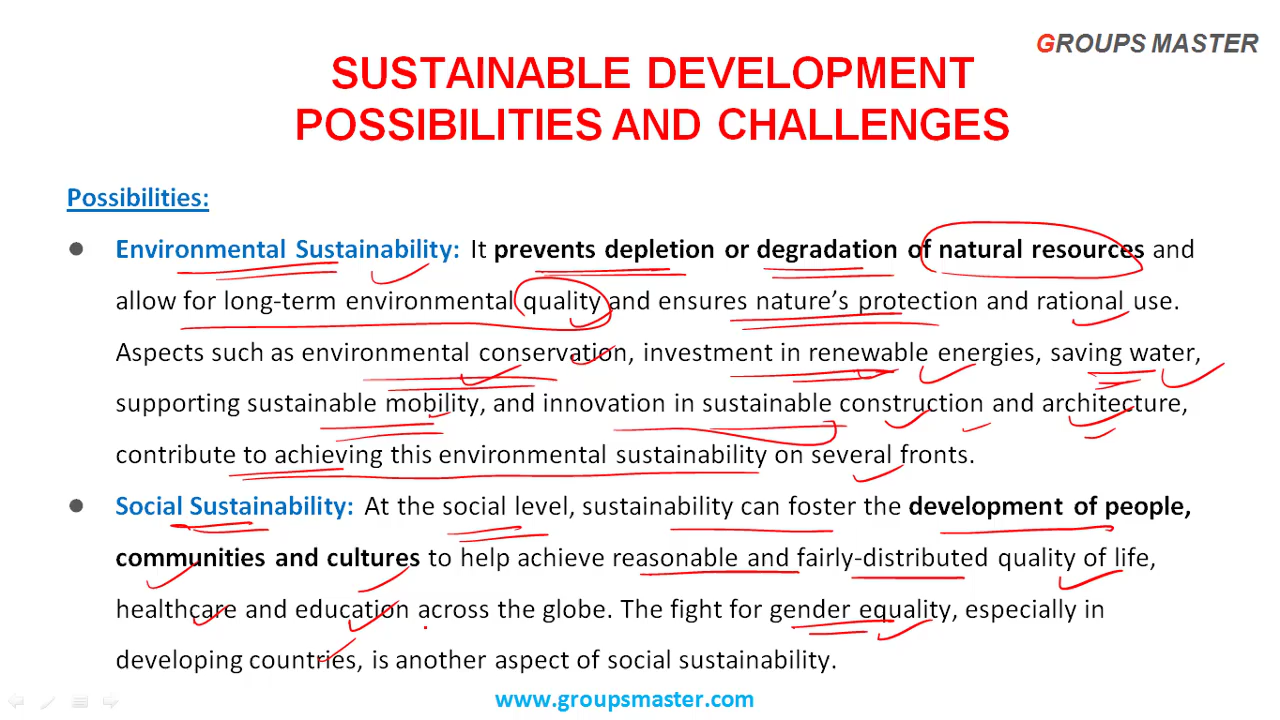 GROUPS MASTER
SUSTAINABLE DEVELOPMENT
POSSIBILITIES AND CHALLENGES
Possibilities:
● Environmental Sustainability: It prevents depletion or degradation of natural resources and
allow for long-term environmental quality and ensures nature's protection and rational use.
Aspects such as environmental conservation, investment in renewable energies, saving water,
supporting sustainable mobility, and innovation in sustainable construction and architecture,
contribute to achieving this environmental sustainability on several fronts.
● Social Sustainability: At the social level, sustainability can foster the development of people,
communities and cultures to help achieve reasonable and fairly-distributed quality of life,
healthcare and education across the globe. The fight for gender equality, especially in
developing countries, is another aspect of social sustainability.
www.groupsmaster.com